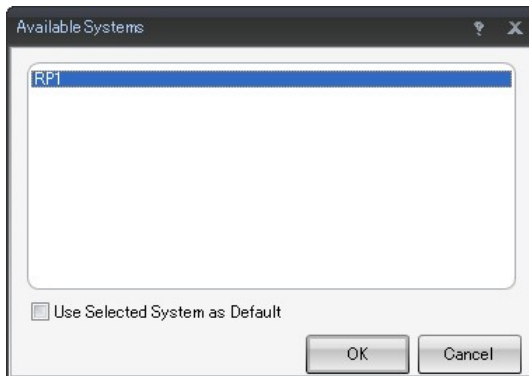 Available Systems
RP1
Use Selected System as Default
OK
Cancel